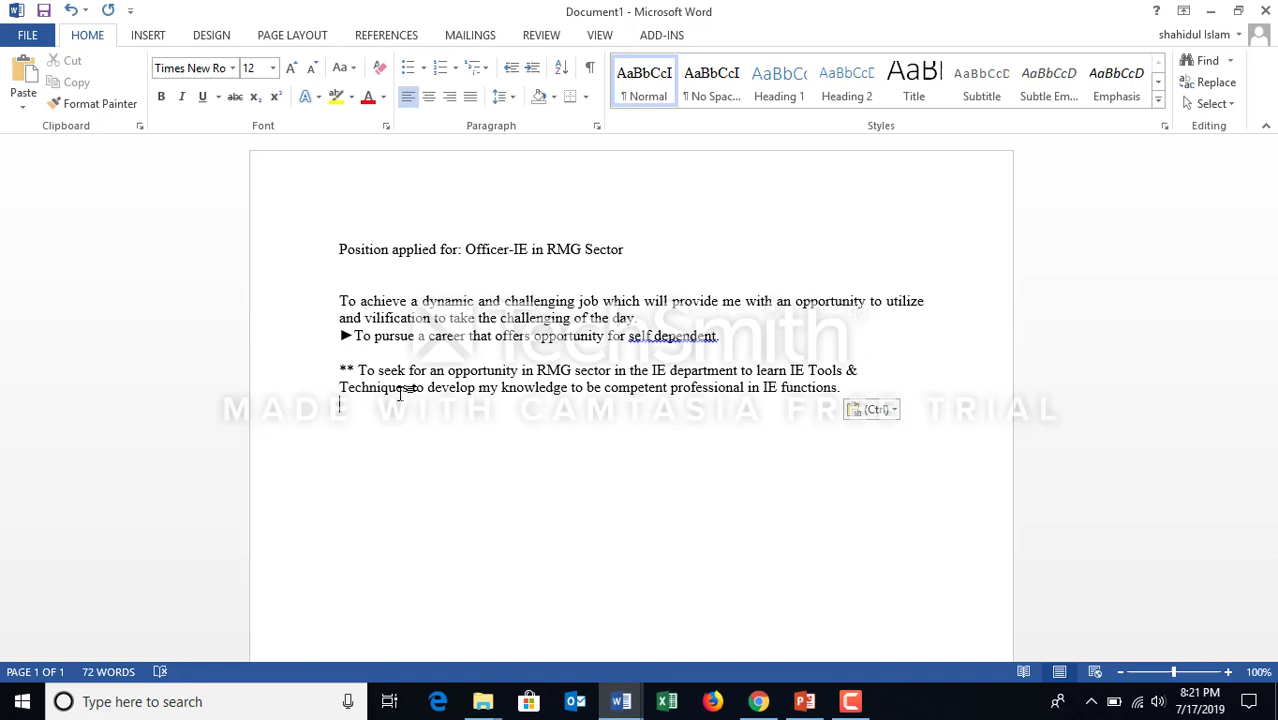 Document1 - Microsoft Word
FILE HOME INSERT DESIGN PAGE LAYOUT REFERENCES MAILINGS REVIEW VIEW ADD-INS shahidul Islam
Paste Cut Copy Format Painter
Clipboard
Times New Ro 12
Font
Paragraph
AaBbCcI AaBbCcI AaBbCc AaBbCcI AaBl AaBbCcD AaBbCcD AaBbCcD
¶ Normal ¶ No Spac... Heading 1 Heading 2 Title Subtitle Subtle Em... Emphasis
Styles
Find
Replace
Select
Editing
Position applied for: Officer-IE in RMG Sector
To achieve a dynamic and challenging job which will provide me with an opportunity to utilize
and vilification to take the challenging of the day.
►To pursue a career that offers opportunity for self dependent.
** To seek for an opportunity in RMG sector in the IE department to learn IE Tools &
Techniques to develop my knowledge to be competent professional in IE functions.
(Ctrl)
TechSmith
MADE WITH CAMTASIA FREE TRIAL
PAGE 1 OF 1 72 WORDS 100%
Type here to search
8:21 PM
7/17/2019